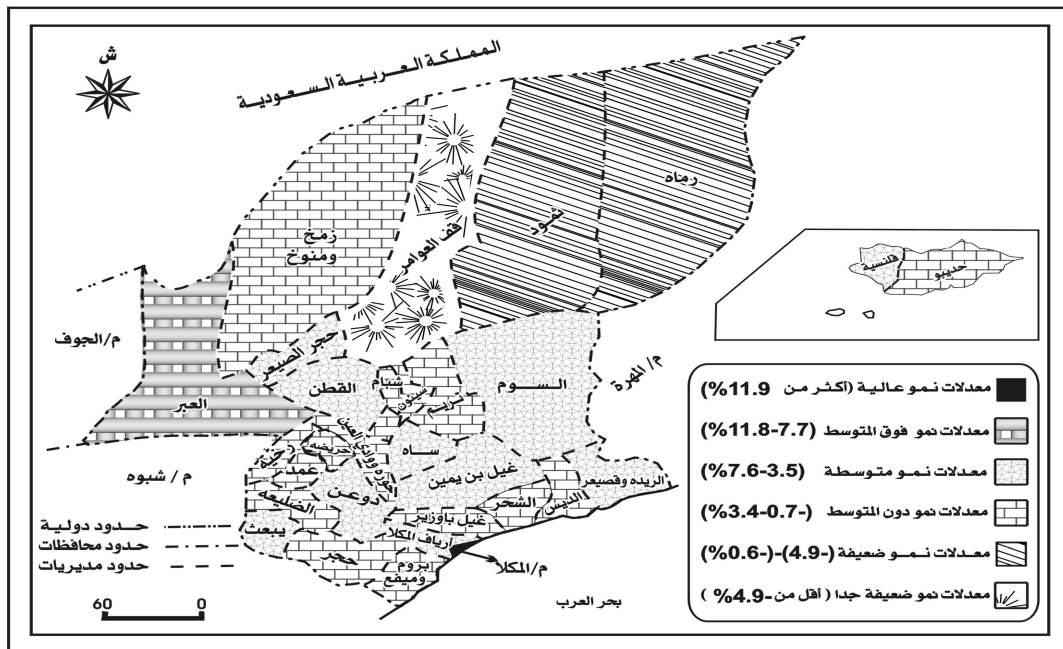 المملكة العربية السعودية
ش
رماه
ثمود
زمخ
ومنوخ
قف العوامر
قلنسية
حديبو
م/الجوف
حجر الصيعر
م/ المهرة
العبر
القطن
شبام
سيئون
تريم
السوم
حوره ووادي العين
حريضه
رخية
عمد
ساه
غيل بن يمين
دوعن
م / شبوه
الضليعه
يبعث
الريده وقصيعر
الديس
الشحر
غيل باوزير
أرياف المكلا
حجر
بروم
وميفع
م/المكلا
بحر العرب
معدلات نمو عالية (أكثر من 11.9%)
معدلات نمو فوق المتوسط (7.7-11.8%)
معدلات نمو متوسطة (3.5-7.6%)
معدلات نمو دون المتوسط (-0.7-3.4%)
معدلات نمو ضعيفة (-4.9)-(-0.6%)
معدلات نمو ضعيفة جدا ( أقل من -4.9% )
حدود دولية
حدود محافظات
حدود مديريات
60 0